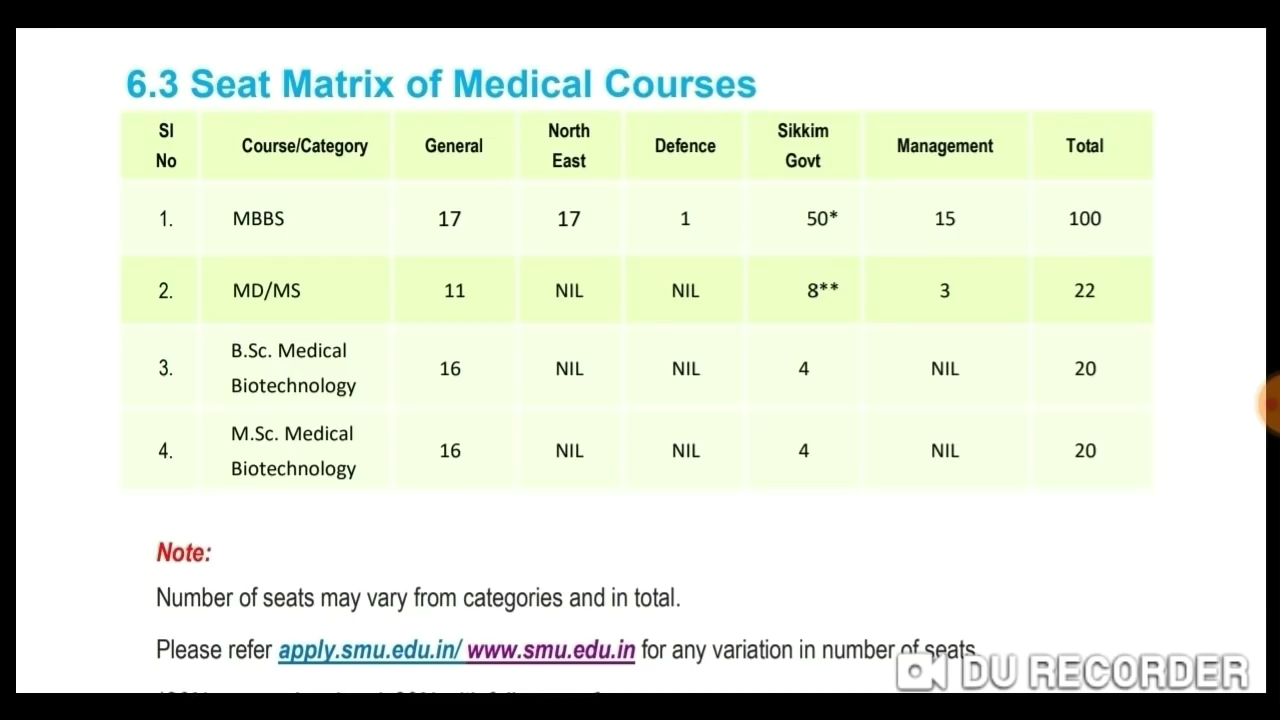 6.3 Seat Matrix of Medical Courses
Sl No Course/Category General North East Defence Sikkim Govt Management Total
1. MBBS 17 17 1 50* 15 100
2. MD/MS 11 NIL NIL 8** 3 22
3. B.Sc. Medical Biotechnology 16 NIL NIL 4 NIL 20
4. M.Sc. Medical Biotechnology 16 NIL NIL 4 NIL 20
Note:
Number of seats may vary from categories and in total.
Please refer apply.smu.edu.in/ www.smu.edu.in for any variation in number of seats
DU RECORDER